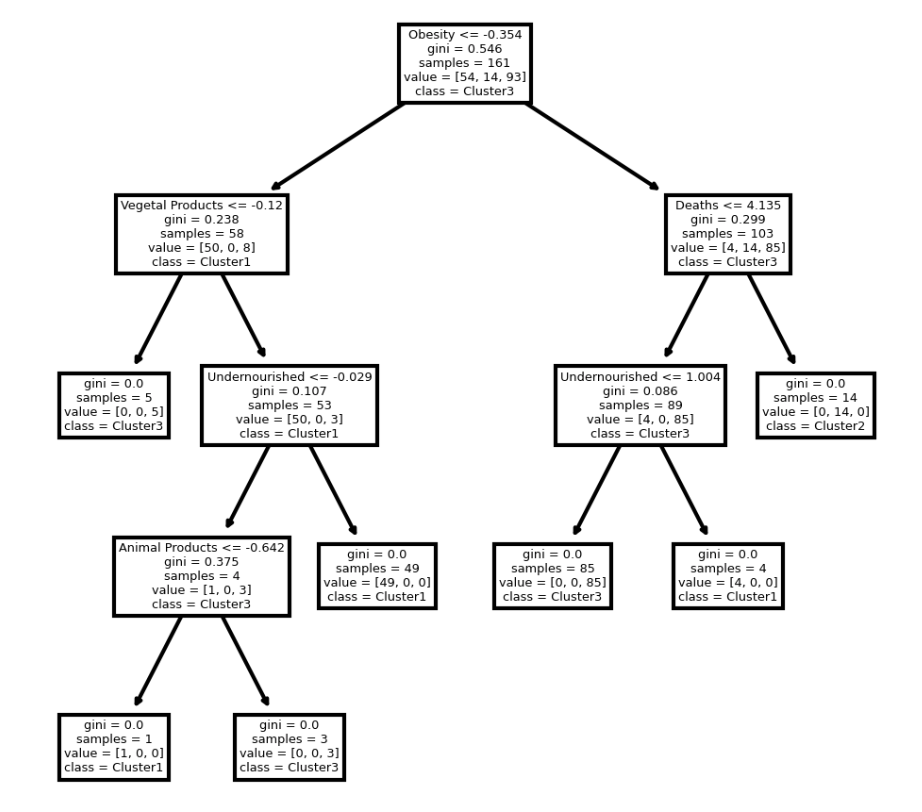 Obesity <= -0.354
gini = 0.546
samples = 161
value = [54, 14, 93]
class = Cluster3
Vegetal Products <= -0.12
gini = 0.238
samples = 58
value = [50, 0, 8]
class = Cluster1
Deaths <= 4.135
gini = 0.299
samples = 103
value = [4, 14, 85]
class = Cluster3
gini = 0.0
samples = 5
value = [0, 0, 5]
class = Cluster3
Undernourished <= -0.029
gini = 0.107
samples = 53
value = [50, 0, 3]
class = Cluster1
Undernourished <= 1.004
gini = 0.086
samples = 89
value = [4, 0, 85]
class = Cluster3
gini = 0.0
samples = 14
value = [0, 14, 0]
class = Cluster2
Animal Products <= -0.642
gini = 0.375
samples = 4
value = [1, 0, 3]
class = Cluster3
gini = 0.0
samples = 49
value = [49, 0, 0]
class = Cluster1
gini = 0.0
samples = 85
value = [0, 0, 85]
class = Cluster3
gini = 0.0
samples = 4
value = [4, 0, 0]
class = Cluster1
gini = 0.0
samples = 1
value = [1, 0, 0]
class = Cluster1
gini = 0.0
samples = 3
value = [0, 0, 3]
class = Cluster3